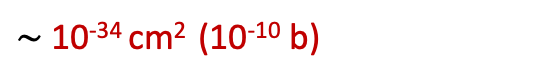 ~ 10⁻³⁴ cm² (10⁻¹⁰ b)